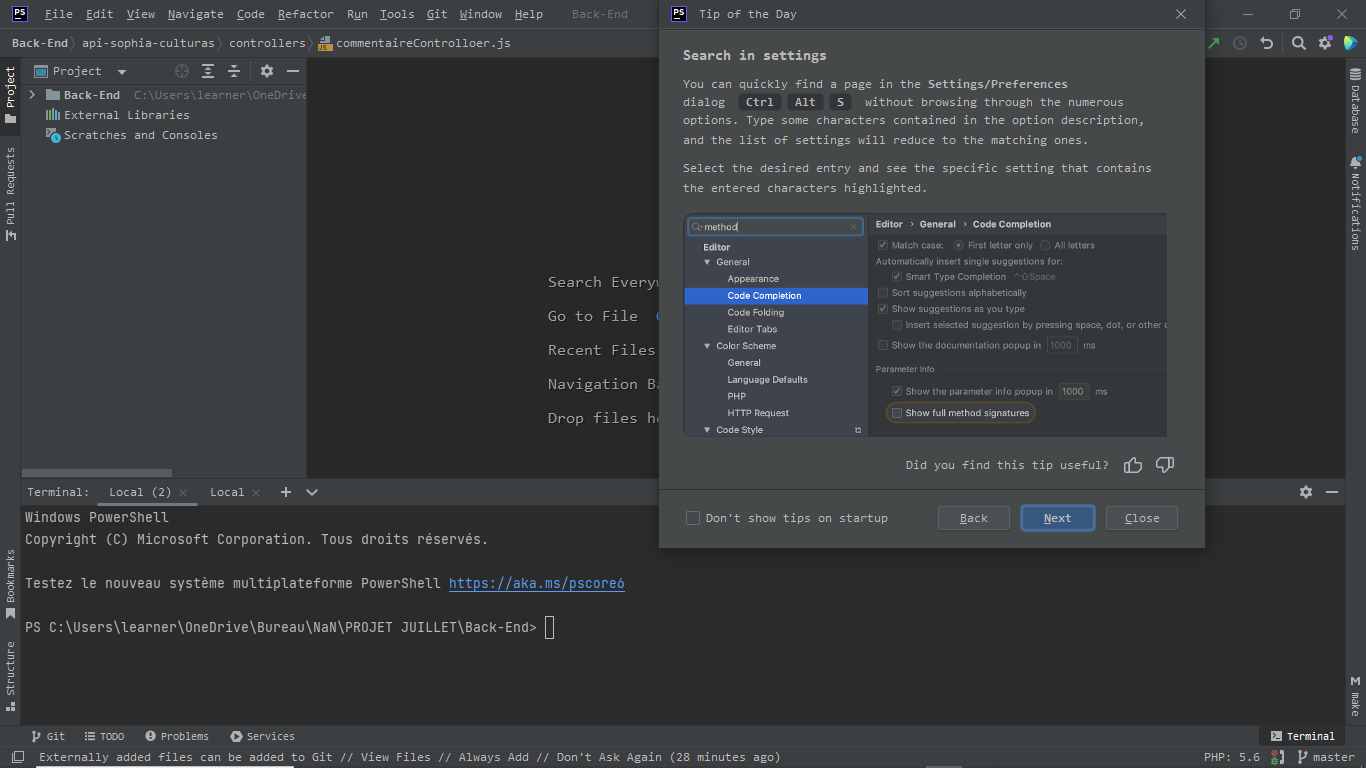 PS File Edit View Navigate Code Refactor Run Tools Git Window Help Back-End
Back-End api-sophia-culturas controllers JS commentaireControlloer.js
Project
Project
Back-End C:\Users\learner\OneDrive
External Libraries
Scratches and Consoles
Pull Requests
Bookmarks
Structure
Search
Go to File
Recent Files
Navigation
Drop files
PS Tip of the Day
Search in settings
You can quickly find a page in the Settings/Preferences
dialog Ctrl Alt S without browsing through the numerous
options. Type some characters contained in the option description,
and the list of settings will reduce to the matching ones.
Select the desired entry and see the specific setting that contains
the entered characters highlighted.
method
Editor
General
Appearance
Code Completion
Code Folding
Editor Tabs
Color Scheme
General
Language Defaults
PHP
HTTP Request
Code Style
Editor › General › Code Completion
Match case: First letter only All letters
Automatically insert single suggestions for:
Smart Type Completion ^⇧Space
Sort suggestions alphabetically
Show suggestions as you type
Insert selected suggestion by pressing space, dot, or other
Show the documentation popup in 1000 ms
Parameter Info
Show the parameter info popup in 1000 ms
Show full method signatures
Did you find this tip useful?
Don't show tips on startup Back Next Close
Database
Notifications
M make
Terminal: Local (2) Local
Windows PowerShell
Copyright (C) Microsoft Corporation. Tous droits réservés.
Testez le nouveau système multiplateforme PowerShell https://aka.ms/pscore6
PS C:\Users\learner\OneDrive\Bureau\NaN\PROJET JUILLET\Back-End>
Git TODO Problems Services Terminal
Externally added files can be added to Git // View Files // Always Add // Don't Ask Again (28 minutes ago) PHP: 5.6 master